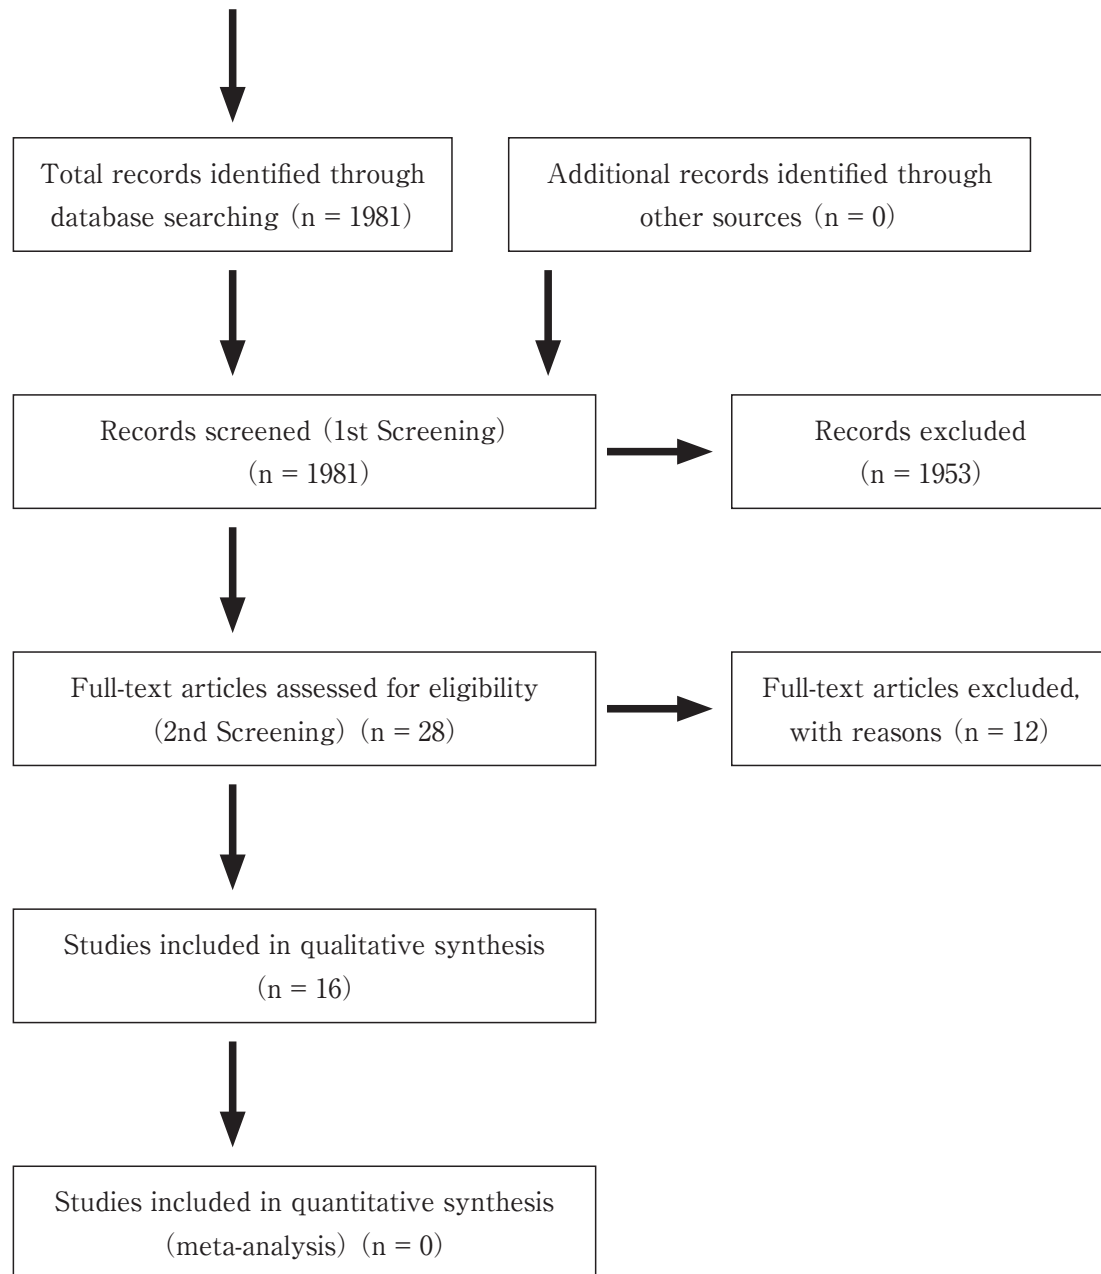 Total records identified through
database searching (n = 1981)
Additional records identified through
other sources (n = 0)
Records screened (1st Screening)
(n = 1981)
Records excluded
(n = 1953)
Full-text articles assessed for eligibility
(2nd Screening) (n = 28)
Full-text articles excluded,
with reasons (n = 12)
Studies included in qualitative synthesis
(n = 16)
Studies included in quantitative synthesis
(meta-analysis) (n = 0)